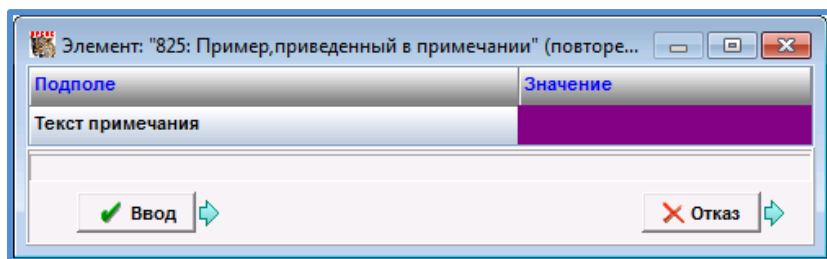 Элемент: "825: Пример,приведенный в примечании" (повторе...
Подполе Значение
Текст примечания
Ввод Отказ